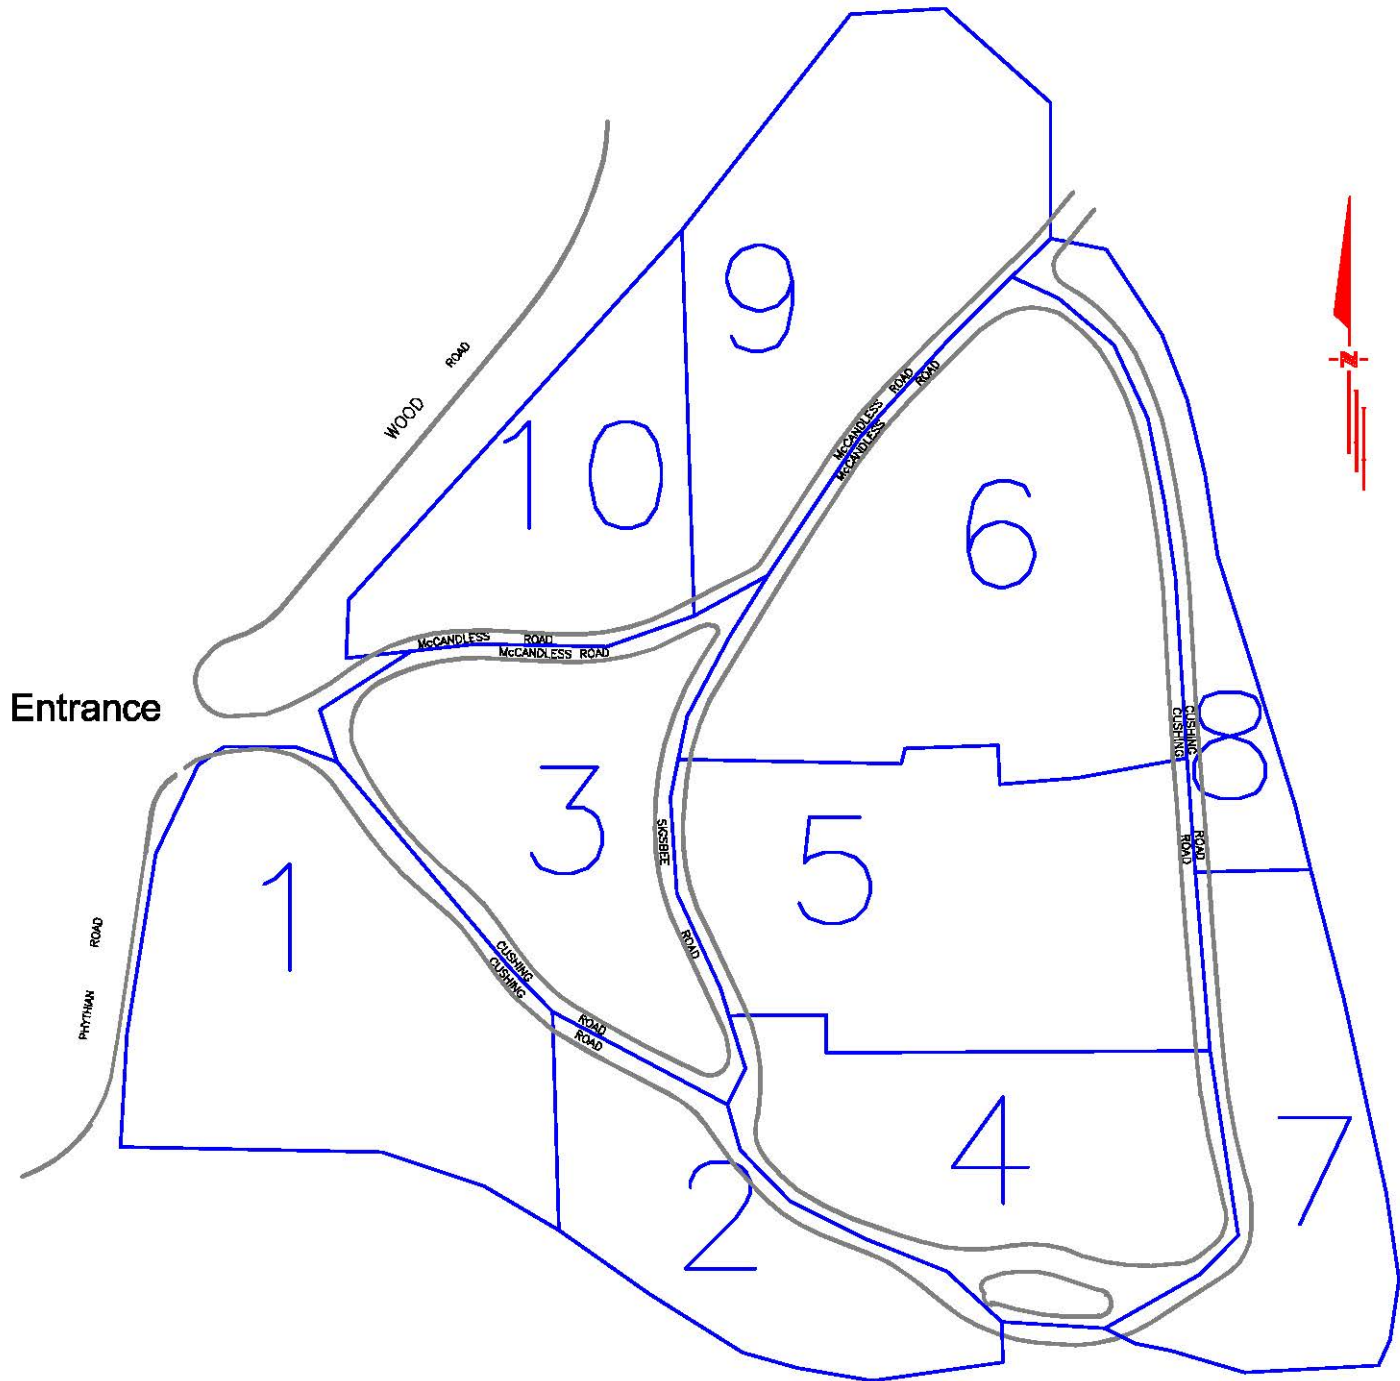 9
ROAD
WOOD
McCANDLESS ROAD
McCANDLESS ROAD
10
6
-N-
McCANDLESS ROAD
McCANDLESS ROAD
Entrance
CUSHING ROAD
CUSHING ROAD
8
3
SIGSBEE ROAD
5
1
PHYTHIAN ROAD
CUSHING ROAD
CUSHING ROAD
4
7
2